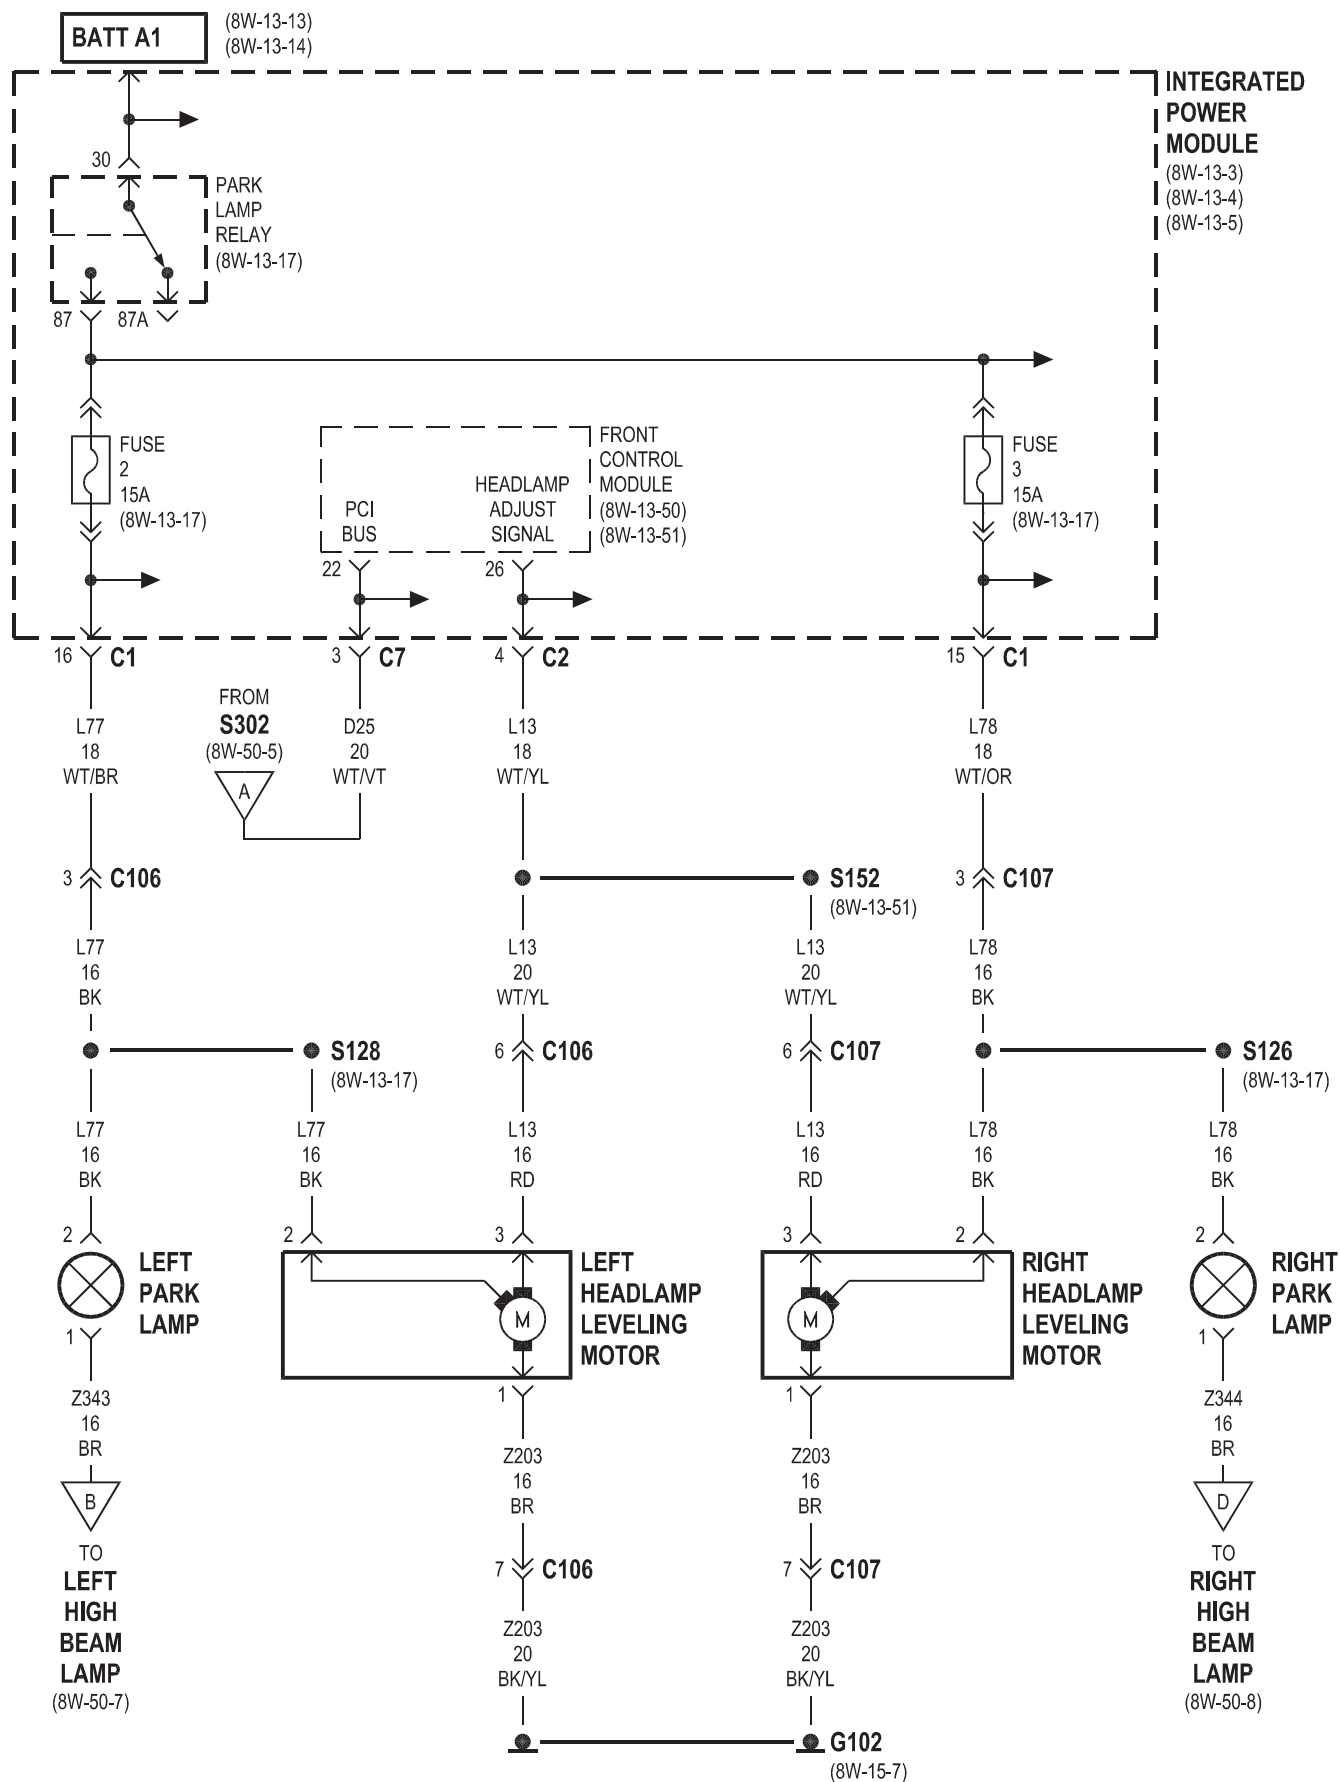 BATT A1
(8W-13-13)
(8W-13-14)
INTEGRATED
POWER
MODULE
(8W-13-3)
(8W-13-4)
(8W-13-5)
30
PARK
LAMP
RELAY
(8W-13-17)
87
87A
FUSE
2
15A
(8W-13-17)
PCI
BUS
HEADLAMP
ADJUST
SIGNAL
FRONT
CONTROL
MODULE
(8W-13-50)
(8W-13-51)
FUSE
3
15A
(8W-13-17)
22
26
16
C1
3
C7
4
C2
15
C1
L77
18
WT/BR
FROM
S302
(8W-50-5)
A
D25
20
WT/VT
L13
18
WT/YL
L78
18
WT/OR
3
C106
S152
(8W-13-51)
3
C107
L77
16
BK
L13
20
WT/YL
L13
20
WT/YL
L78
16
BK
S128
(8W-13-17)
6
C106
6
C107
S126
(8W-13-17)
L77
16
BK
L77
16
BK
L13
16
RD
L13
16
RD
L78
16
BK
L78
16
BK
2
LEFT
PARK
LAMP
1
2
3
M
LEFT
HEADLAMP
LEVELING
MOTOR
1
3
2
M
RIGHT
HEADLAMP
LEVELING
MOTOR
1
2
RIGHT
PARK
LAMP
1
Z343
16
BR
Z203
16
BR
Z203
16
BR
Z344
16
BR
B
TO
LEFT
HIGH
BEAM
LAMP
(8W-50-7)
7
C106
7
C107
D
TO
RIGHT
HIGH
BEAM
LAMP
(8W-50-8)
Z203
20
BK/YL
Z203
20
BK/YL
G102
(8W-15-7)